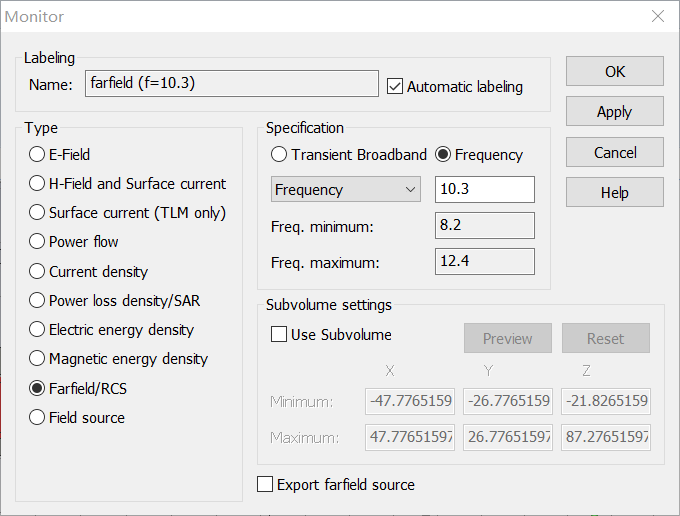 Monitor
Labeling
Name: farfield (f=10.3) Automatic labeling
OK
Apply
Cancel
Help
Type
E-Field
H-Field and Surface current
Surface current (TLM only)
Power flow
Current density
Power loss density/SAR
Electric energy density
Magnetic energy density
Farfield/RCS
Field source
Specification
Transient Broadband Frequency
Frequency 10.3
Freq. minimum: 8.2
Freq. maximum: 12.4
Subvolume settings
Use Subvolume Preview Reset
X Y Z
Minimum: -47.7765159 -26.7765159 -21.8265159
Maximum: 47.77651597 26.77651597 87.27651597
Export farfield source